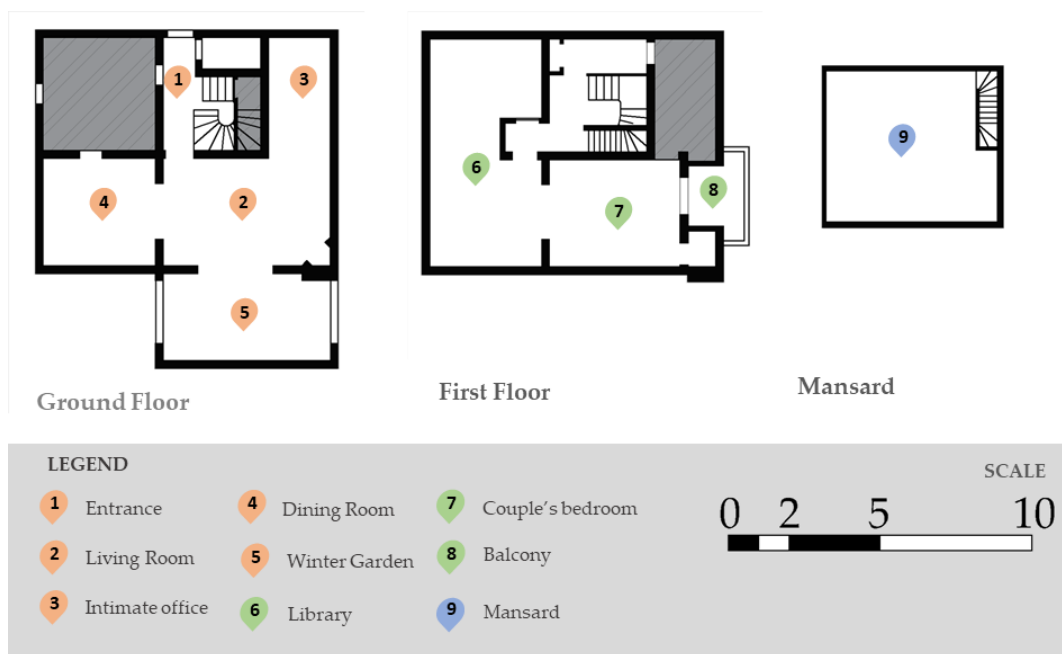 1
3
4
2
5
Ground Floor
6
7
8
First Floor
9
Mansard
LEGEND
1 Entrance
2 Living Room
3 Intimate office
4 Dining Room
5 Winter Garden
6 Library
7 Couple's bedroom
8 Balcony
9 Mansard
SCALE
0 2 5 10